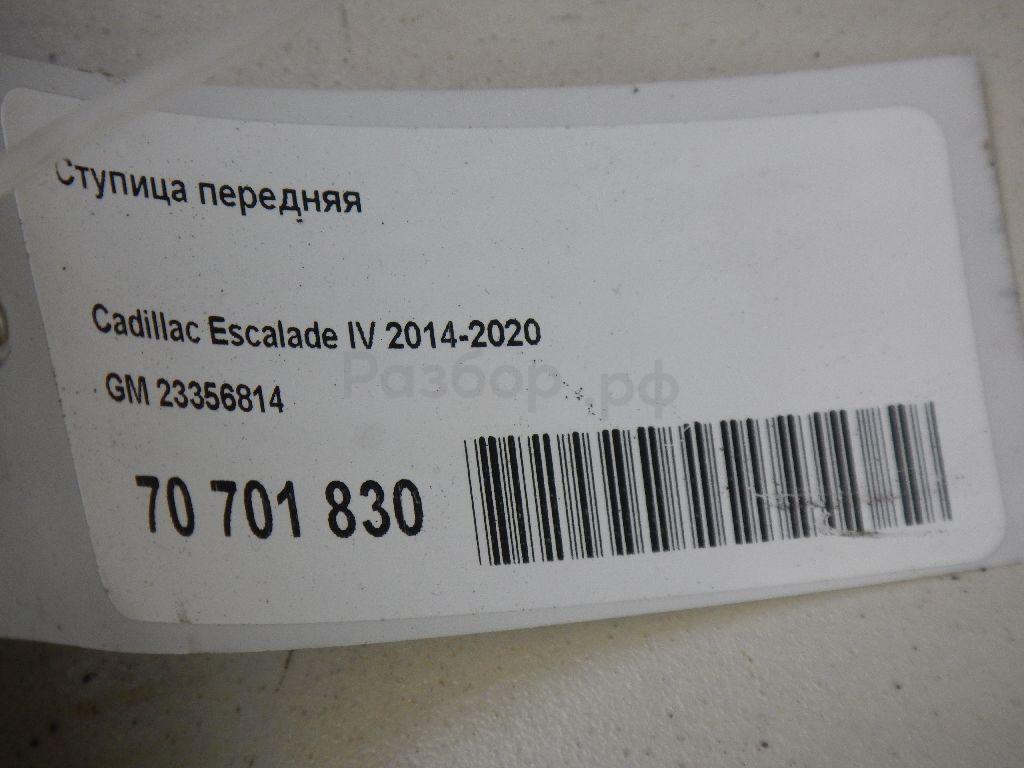 Ступица передняя
Cadillac Escalade IV 2014-2020
Разбор.рф
GM 23356814
70 701 830